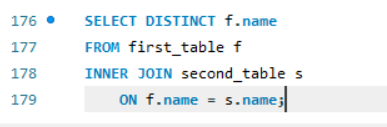 176 SELECT DISTINCT f.name
177 FROM first_table f
178 INNER JOIN second_table s
179 ON f.name = s.name;